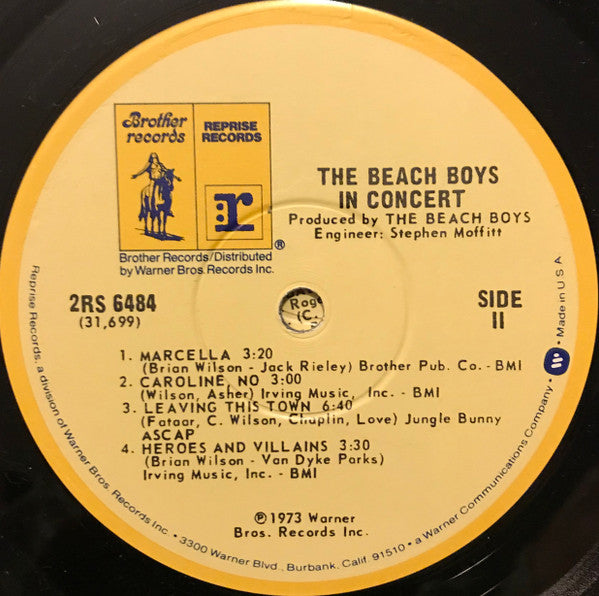 Brother
records
REPRISE
RECORDS
r
®
Brother Records/Distributed
by Warner Bros. Records Inc.
THE BEACH BOYS
IN CONCERT
Produced by THE BEACH BOYS
Engineer: Stephen Moffitt
2RS 6484
(31,699)
SIDE
II
1. MARCELLA 3:20
(Brian Wilson - Jack Rieley) Brother Pub. Co. - BMI
2. CAROLINE, NO 3:00
(Wilson, Asher) Irving Music, Inc. - BMI
3. LEAVING THIS TOWN 6:40
(Fataar, C. Wilson, Chaplin, Love) Jungle Bunny
ASCAP
4. HEROES AND VILLAINS 3:30
(Brian Wilson - Van Dyke Parks)
Irving Music, Inc. - BMI
℗ 1973 Warner
Bros. Records Inc.
Reprise Records, a division of Warner Bros. Records Inc. • 3300 Warner Blvd., Burbank, Calif. 91510 • a Warner Communications Company • W • Made in U S A